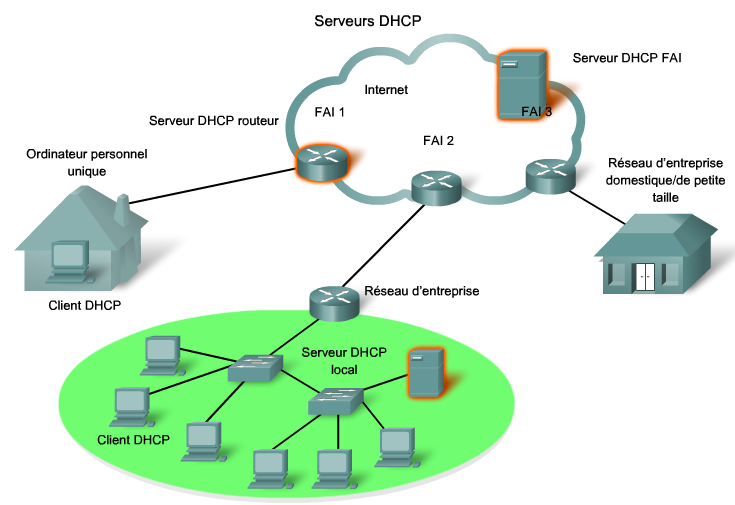 Serveurs DHCP
Serveur DHCP FAI
Internet
FAI 1
FAI 3
Serveur DHCP routeur
FAI 2
Ordinateur personnel
unique
Réseau d'entreprise
domestique/de petite
taille
Client DHCP
Réseau d'entreprise
Serveur DHCP
local
Client DHCP